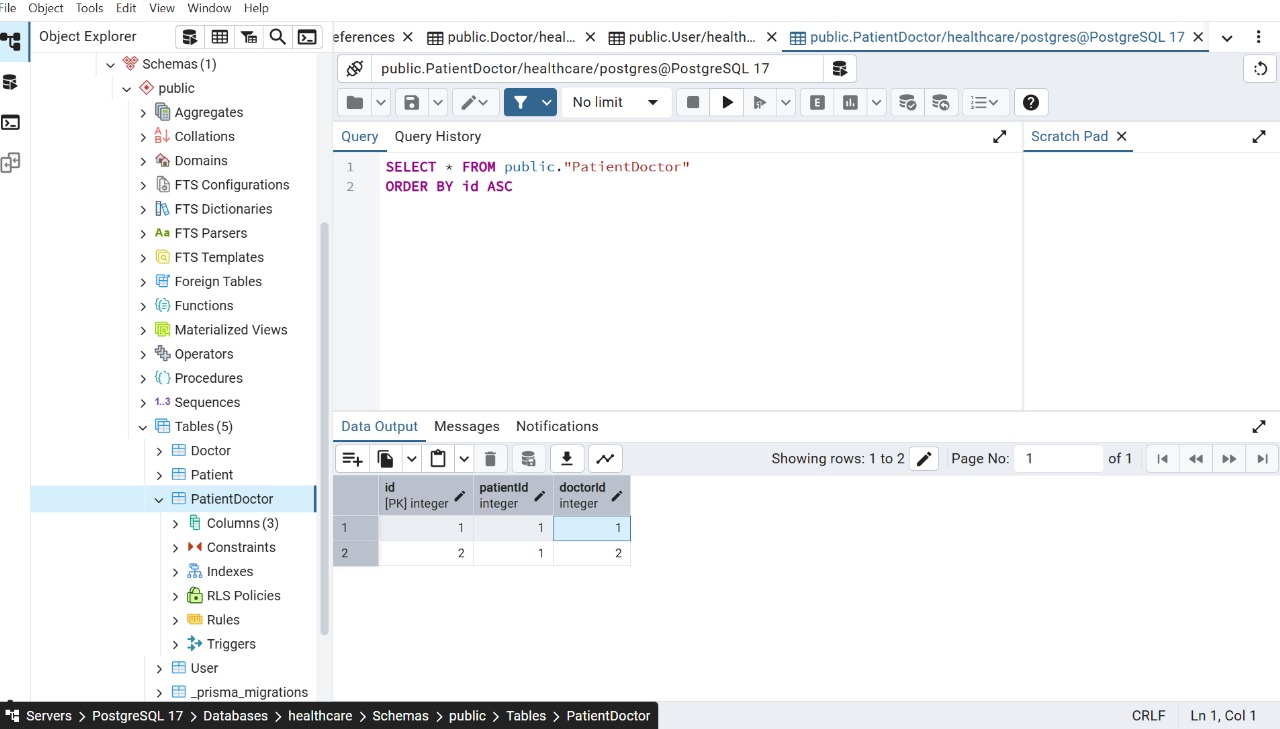 File Object Tools Edit View Window Help
Object Explorer
eferences public.Doctor/heal... public.User/health... public.PatientDoctor/healthcare/postgres@PostgreSQL 17
public.PatientDoctor/healthcare/postgres@PostgreSQL 17
No limit E
Query Query History Scratch Pad
1 SELECT * FROM public."PatientDoctor"
2 ORDER BY id ASC
Schemas (1)
public
Aggregates
Collations
Domains
FTS Configurations
FTS Dictionaries
Aa FTS Parsers
FTS Templates
Foreign Tables
Functions
Materialized Views
Operators
Procedures
1..3 Sequences
Tables (5)
Doctor
Patient
PatientDoctor
Columns (3)
Constraints
Indexes
RLS Policies
Rules
Triggers
User
_prisma_migrations
Data Output Messages Notifications
Showing rows: 1 to 2 Page No: 1 of 1
id patientId doctorId
[PK] integer integer integer
1 1 1 1
2 2 1 2
Servers PostgreSQL 17 Databases healthcare Schemas public Tables PatientDoctor
CRLF Ln 1, Col 1